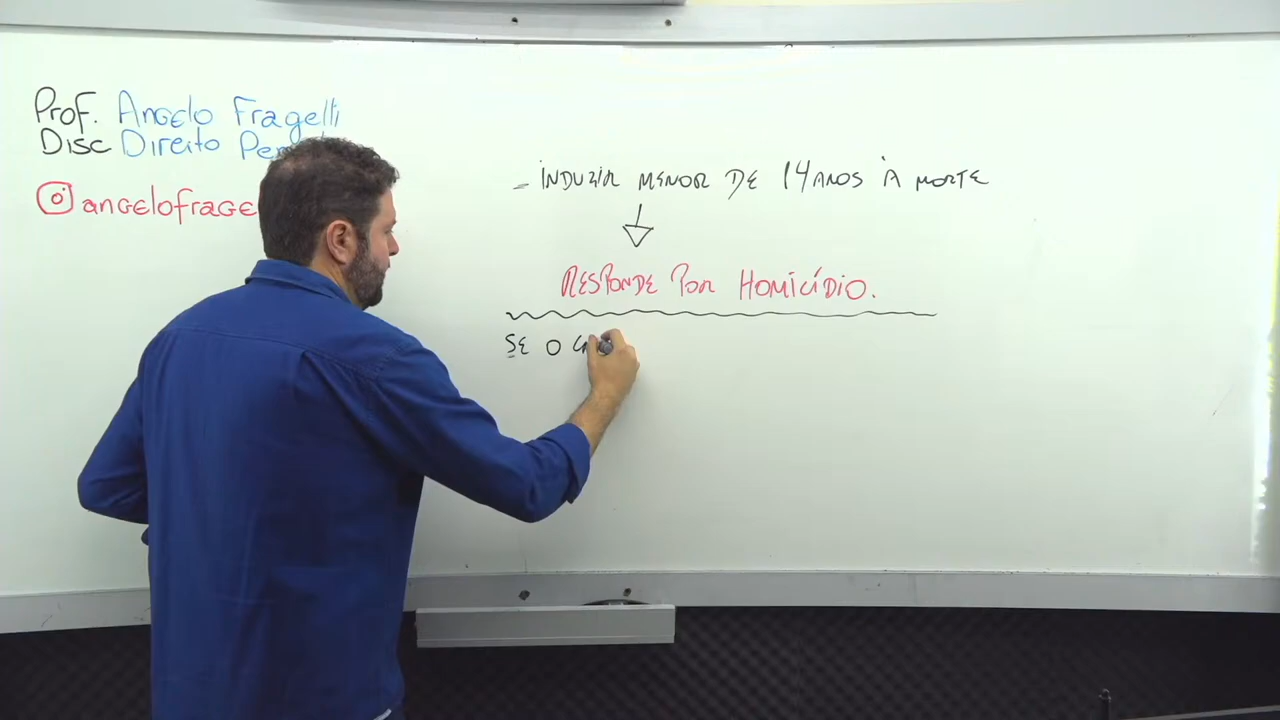 Prof. Angelo Fragelli
Disc Direito
angelofrage
- INDUZIR MENOR DE 14 ANOS À MORTE
RESPONDE POR HOMICÍDIO.
SE O